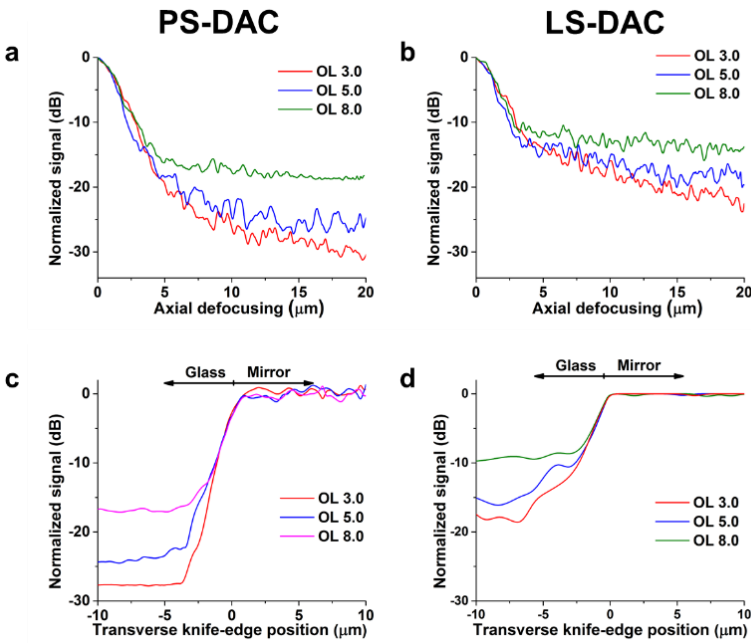 PS-DAC
LS-DAC
a
0
-10
-20
-30
Normalized signal (dB)
OL 3.0
OL 5.0
OL 8.0
0 5 10 15 20
Axial defocusing (μm)
b
0
-10
-20
-30
Normalized signal (dB)
OL 3.0
OL 5.0
OL 8.0
0 5 10 15 20
Axial defocusing (μm)
c
Glass Mirror
0
-10
-20
-30
Normalized signal (dB)
OL 3.0
OL 5.0
OL 8.0
-10 -5 0 5 10
Transverse knife-edge position (μm)
d
Glass Mirror
0
-10
-20
-30
Normalized signal (dB)
OL 3.0
OL 5.0
OL 8.0
-10 -5 0 5 10
Transverse knife-edge position (μm)